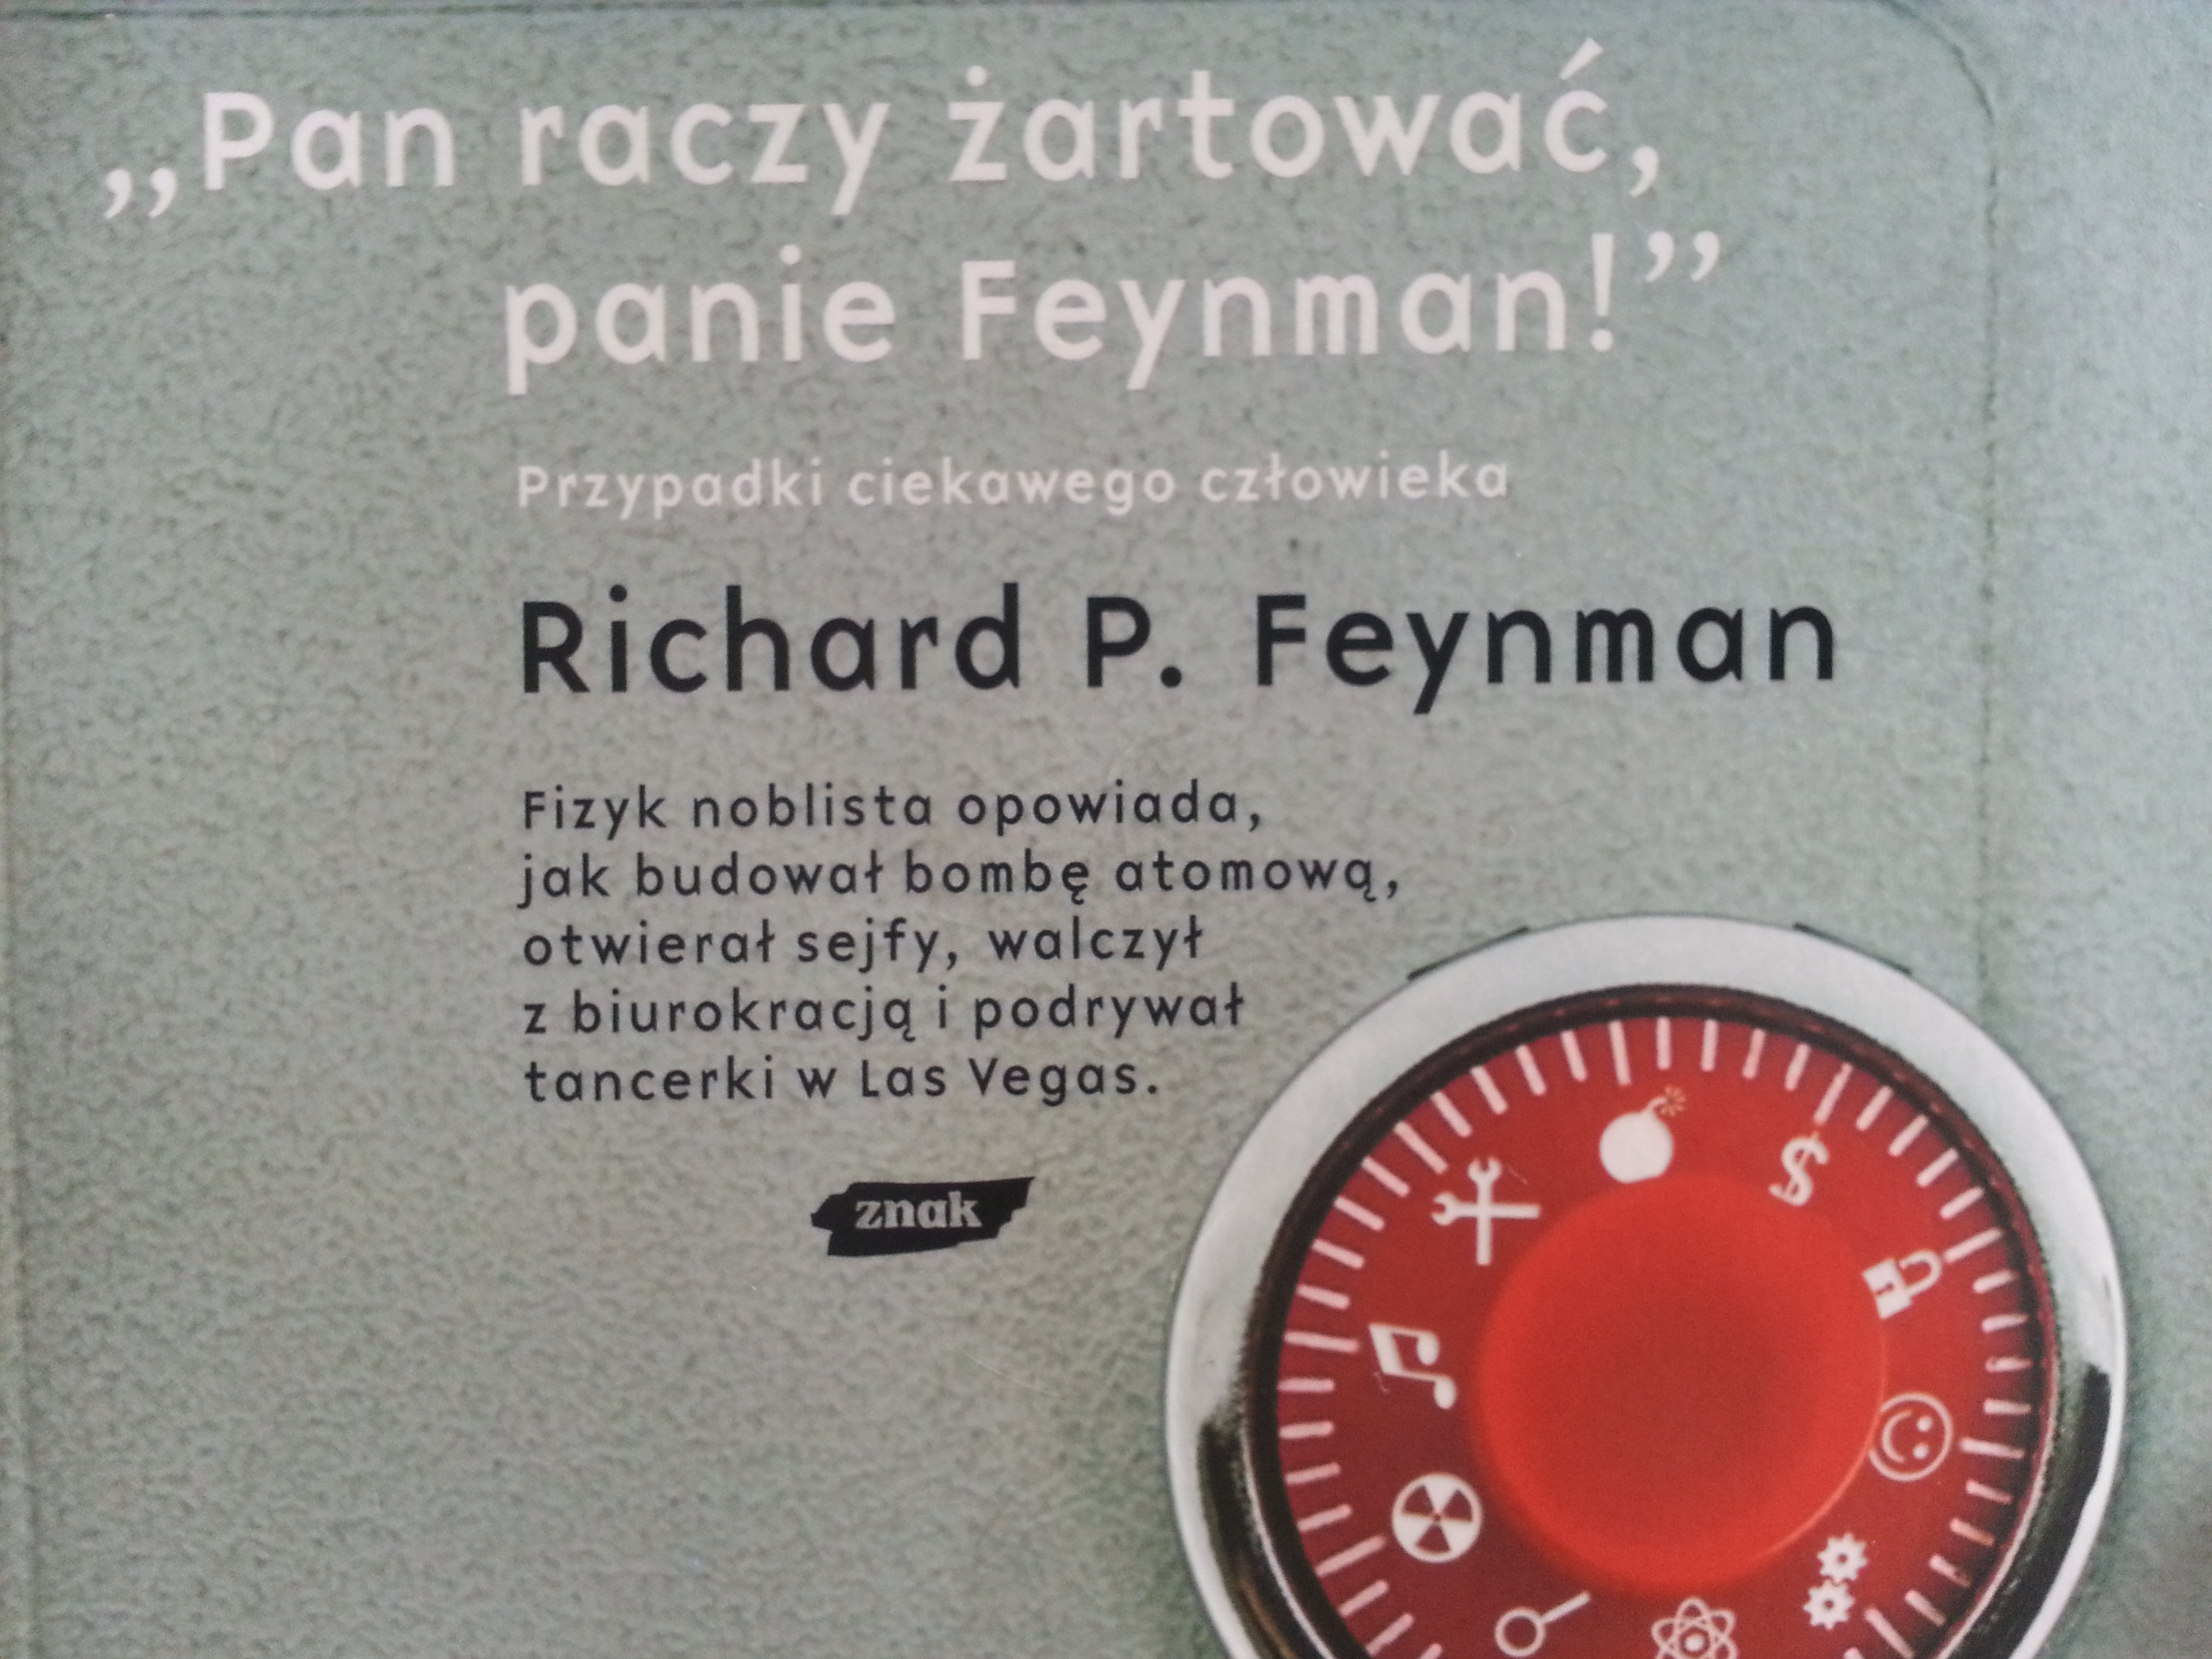 „Pan raczy żartować,
panie Feynman!”
Przypadki ciekawego człowieka
Richard P. Feynman
Fizyk noblista opowiada,
jak budował bombę atomową,
otwierał sejfy, walczył
z biurokracją i podrywał
tancerki w Las Vegas.
znak
$